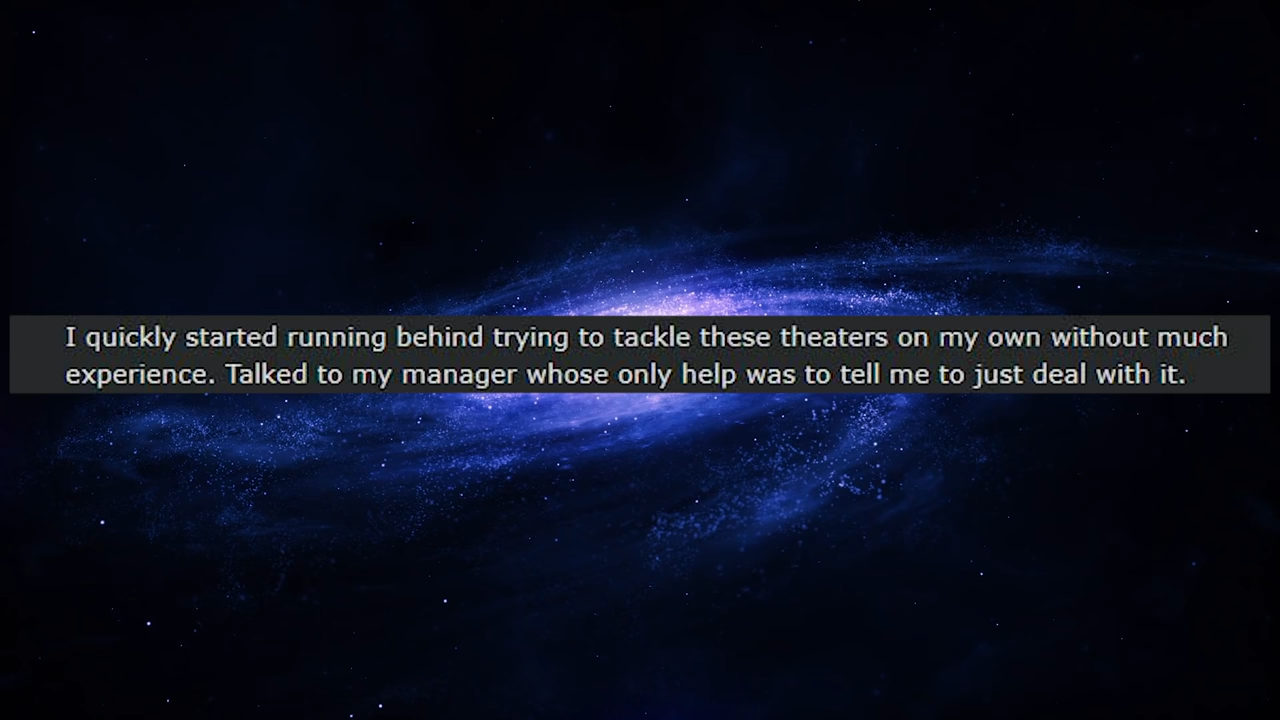 I quickly started running behind trying to tackle these theaters on my own without much
experience. Talked to my manager whose only help was to tell me to just deal with it.